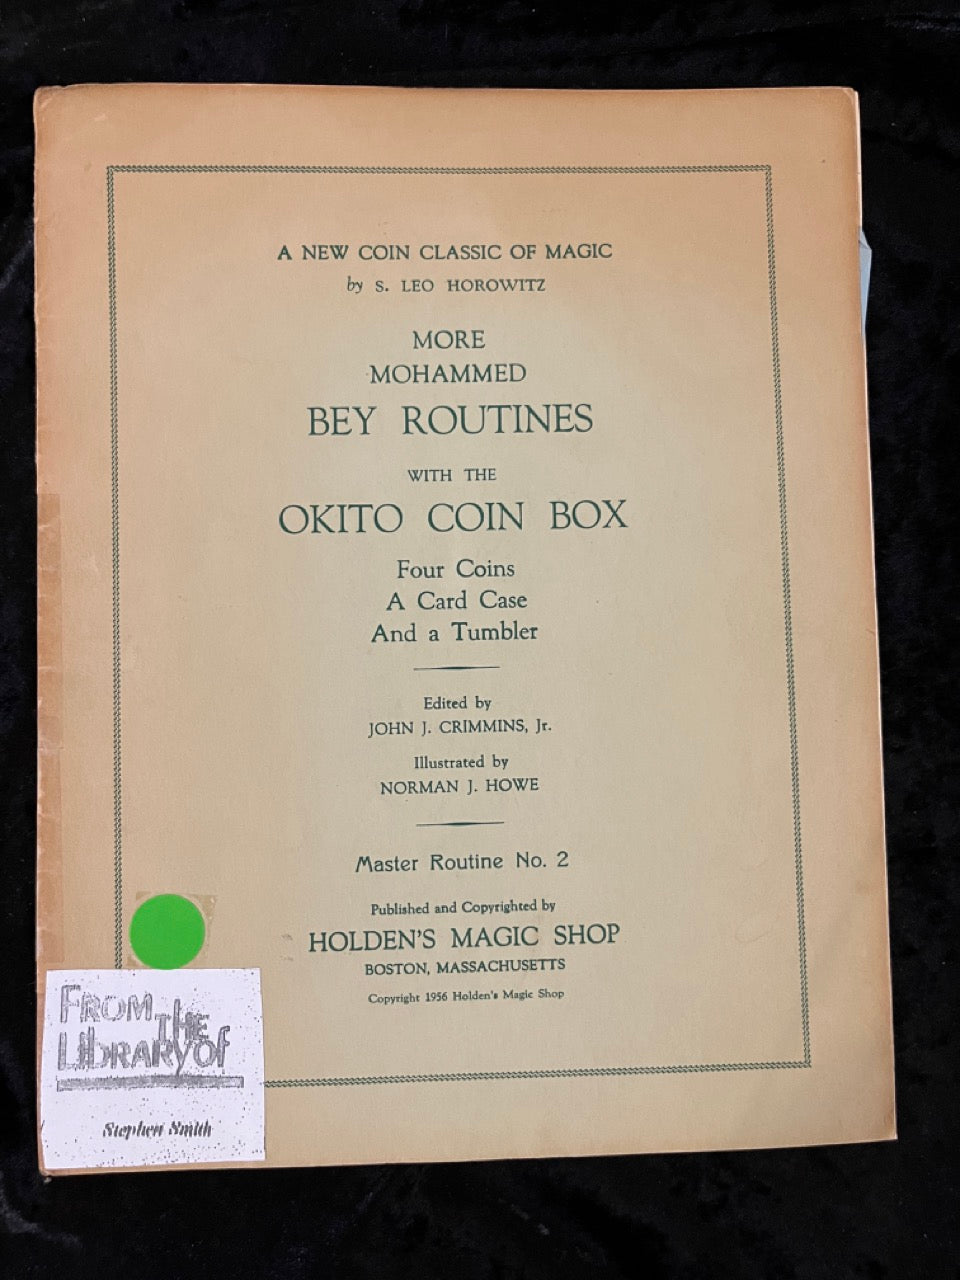 A NEW COIN CLASSIC OF MAGIC
by S. LEO HOROWITZ
MORE
MOHAMMED
BEY ROUTINES
WITH THE
OKITO COIN BOX
Four Coins
A Card Case
And a Tumbler
Edited by
JOHN J. CRIMMINS, Jr.
Illustrated by
NORMAN J. HOWE
Master Routine No. 2
Published and Copyrighted by
HOLDEN'S MAGIC SHOP
BOSTON, MASSACHUSETTS
Copyright 1956 Holden's Magic Shop
FROM THE
LIBRARY of
Stephen Smith